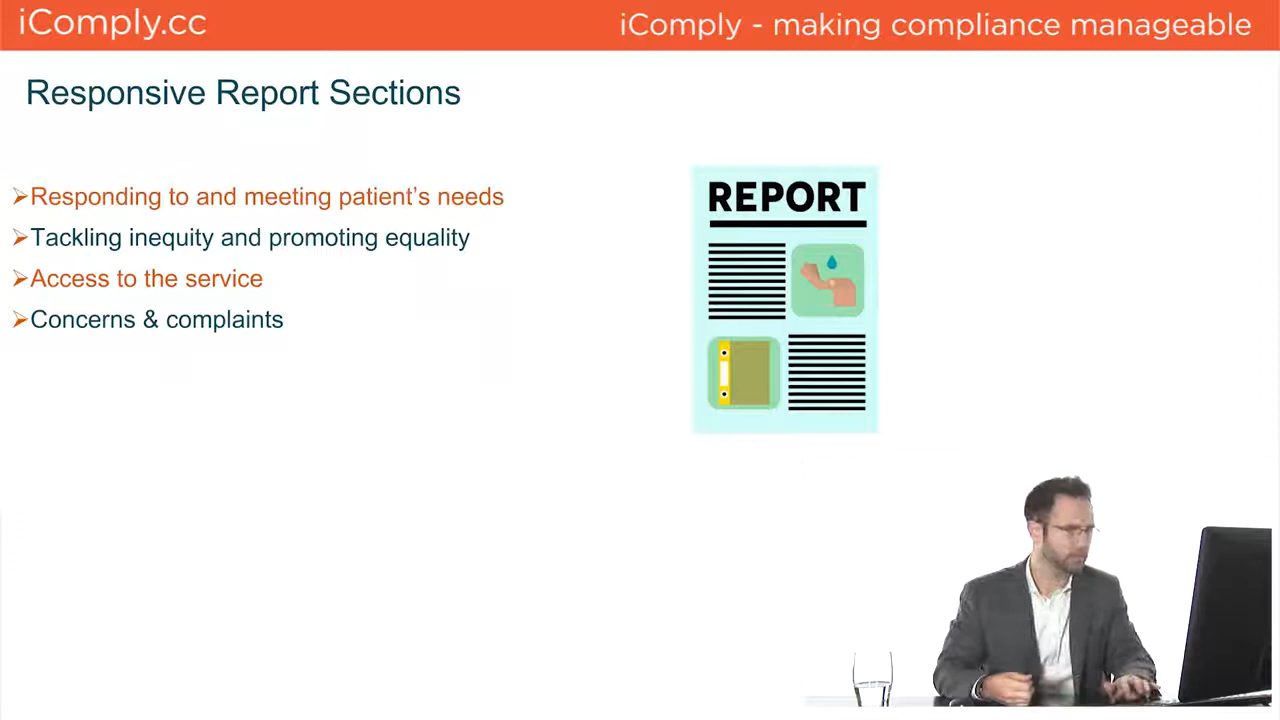 iComply.cc
iComply - making compliance manageable
Responsive Report Sections
➢Responding to and meeting patient’s needs
➢Tackling inequity and promoting equality
➢Access to the service
➢Concerns & complaints
REPORT